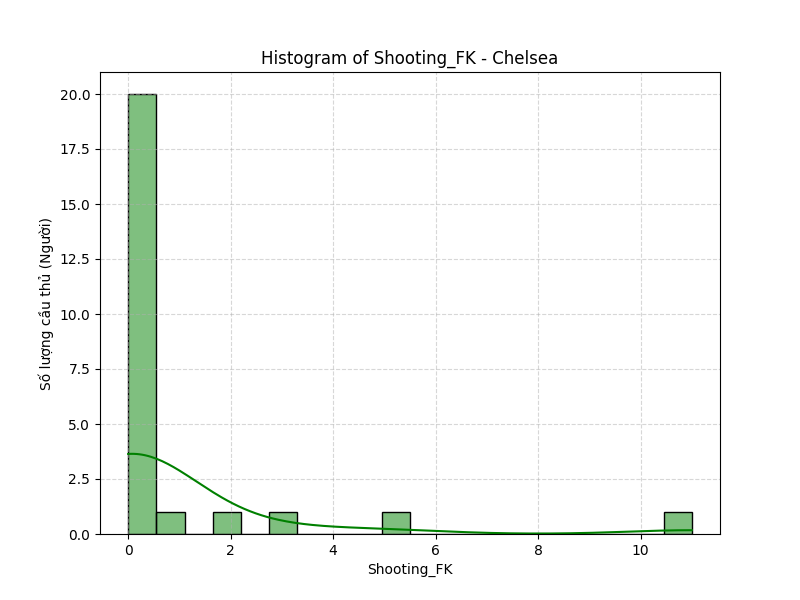 Histogram of Shooting_FK - Chelsea
Số lượng cầu thủ (Người)
20.0
17.5
15.0
12.5
10.0
7.5
5.0
2.5
0.0
0 2 4 6 8 10
Shooting_FK